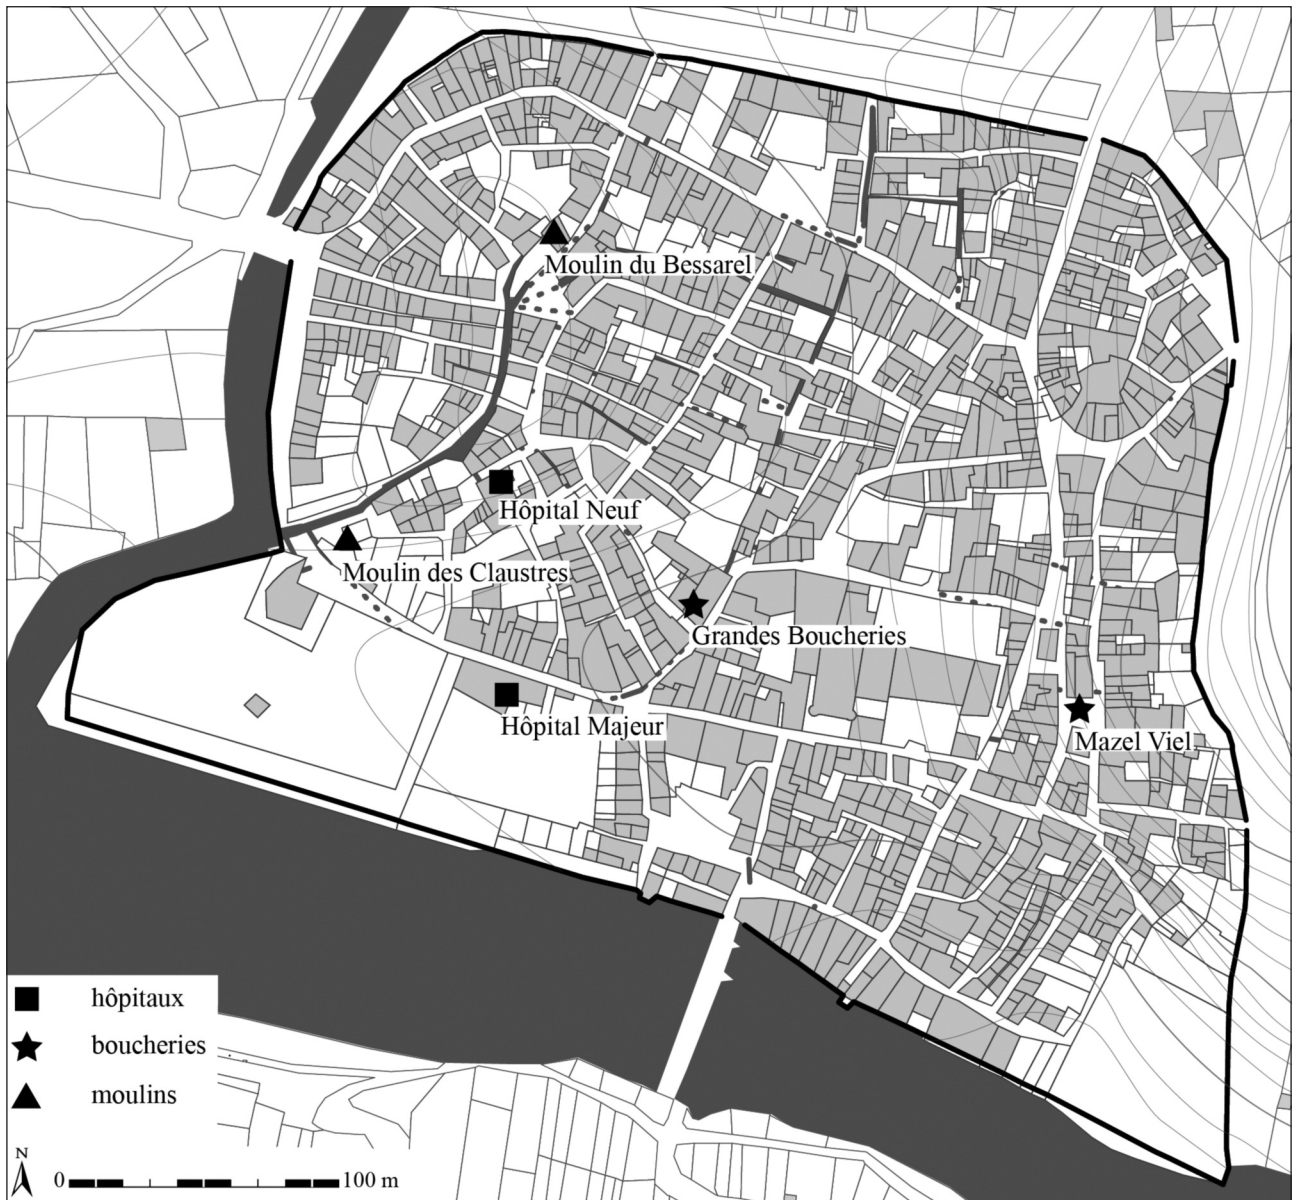 Moulin du Bessarel
Hôpital Neuf
Moulin des Claustres
Grandes Boucheries
Hôpital Majeur
Mazel Viel
hôpitaux
boucheries
moulins
N
0 100 m